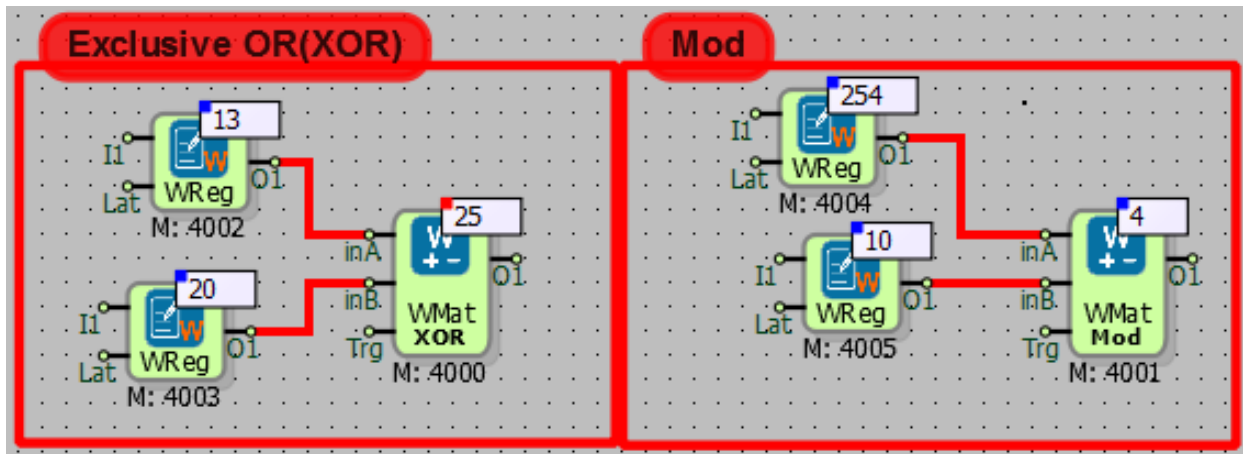 Exclusive OR(XOR)
13
I1
Lat
W
WReg
O1
M: 4002
20
I1
Lat
W
WReg
O1
M: 4003
25
inA
inB
Trg
W
+ -
WMat
XOR
O1
M: 4000
Mod
254
I1
Lat
W
WReg
O1
M: 4004
10
I1
Lat
W
WReg
O1
M: 4005
4
inA
inB
Trg
W
+ -
WMat
Mod
O1
M: 4001